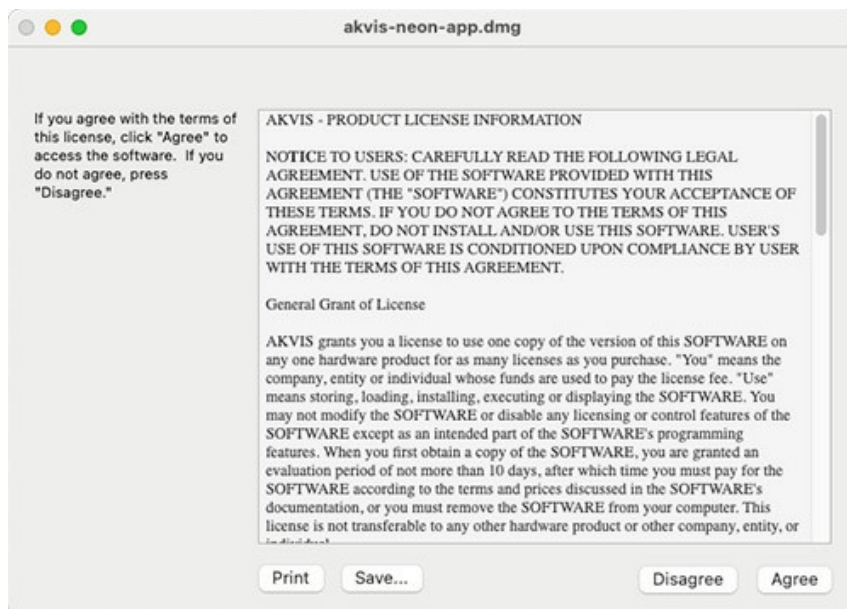 akvis-neon-app.dmg
If you agree with the terms of
this license, click "Agree" to
access the software.  If you
do not agree, press
"Disagree."
AKVIS - PRODUCT LICENSE INFORMATION
NOTICE TO USERS: CAREFULLY READ THE FOLLOWING LEGAL
AGREEMENT. USE OF THE SOFTWARE PROVIDED WITH THIS
AGREEMENT (THE "SOFTWARE") CONSTITUTES YOUR ACCEPTANCE OF
THESE TERMS. IF YOU DO NOT AGREE TO THE TERMS OF THIS
AGREEMENT, DO NOT INSTALL AND/OR USE THIS SOFTWARE. USER'S
USE OF THIS SOFTWARE IS CONDITIONED UPON COMPLIANCE BY USER
WITH THE TERMS OF THIS AGREEMENT.
General Grant of License
AKVIS grants you a license to use one copy of the version of this SOFTWARE on
any one hardware product for as many licenses as you purchase. "You" means the
company, entity or individual whose funds are used to pay the license fee. "Use"
means storing, loading, installing, executing or displaying the SOFTWARE. You
may not modify the SOFTWARE or disable any licensing or control features of the
SOFTWARE except as an intended part of the SOFTWARE's programming
features. When you first obtain a copy of the SOFTWARE, you are granted an
evaluation period of not more than 10 days, after which time you must pay for the
SOFTWARE according to the terms and prices discussed in the SOFTWARE's
documentation, or you must remove the SOFTWARE from your computer. This
license is not transferable to any other hardware product or other company, entity, or
Print
Save...
Disagree
Agree